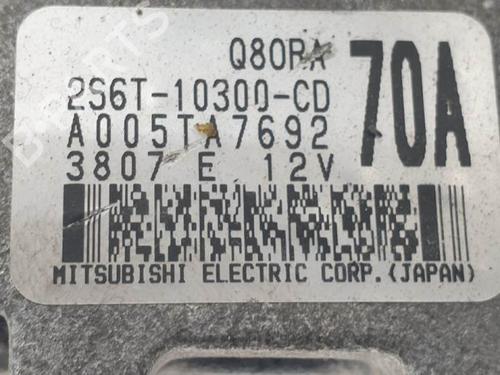 Q80RA
70A
2S6T-10300-CD
A005TA7692
3807 E 12V
MITSUBISHI ELECTRIC CORP.(JAPAN)